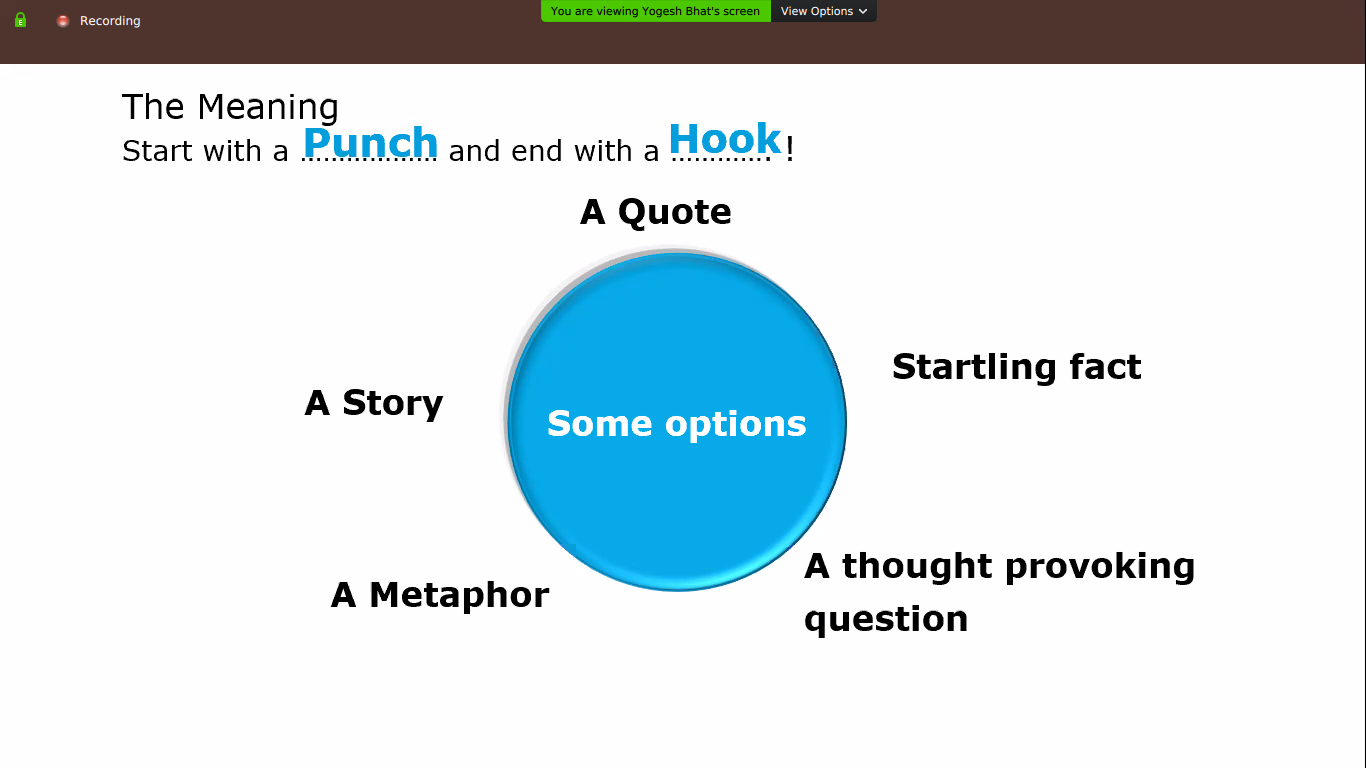 Recording
You are viewing Yogesh Bhat's screen
View Options
The Meaning
Start with a Punch and end with a Hook!
A Quote
Startling fact
A Story
Some options
A thought provoking
question
A Metaphor